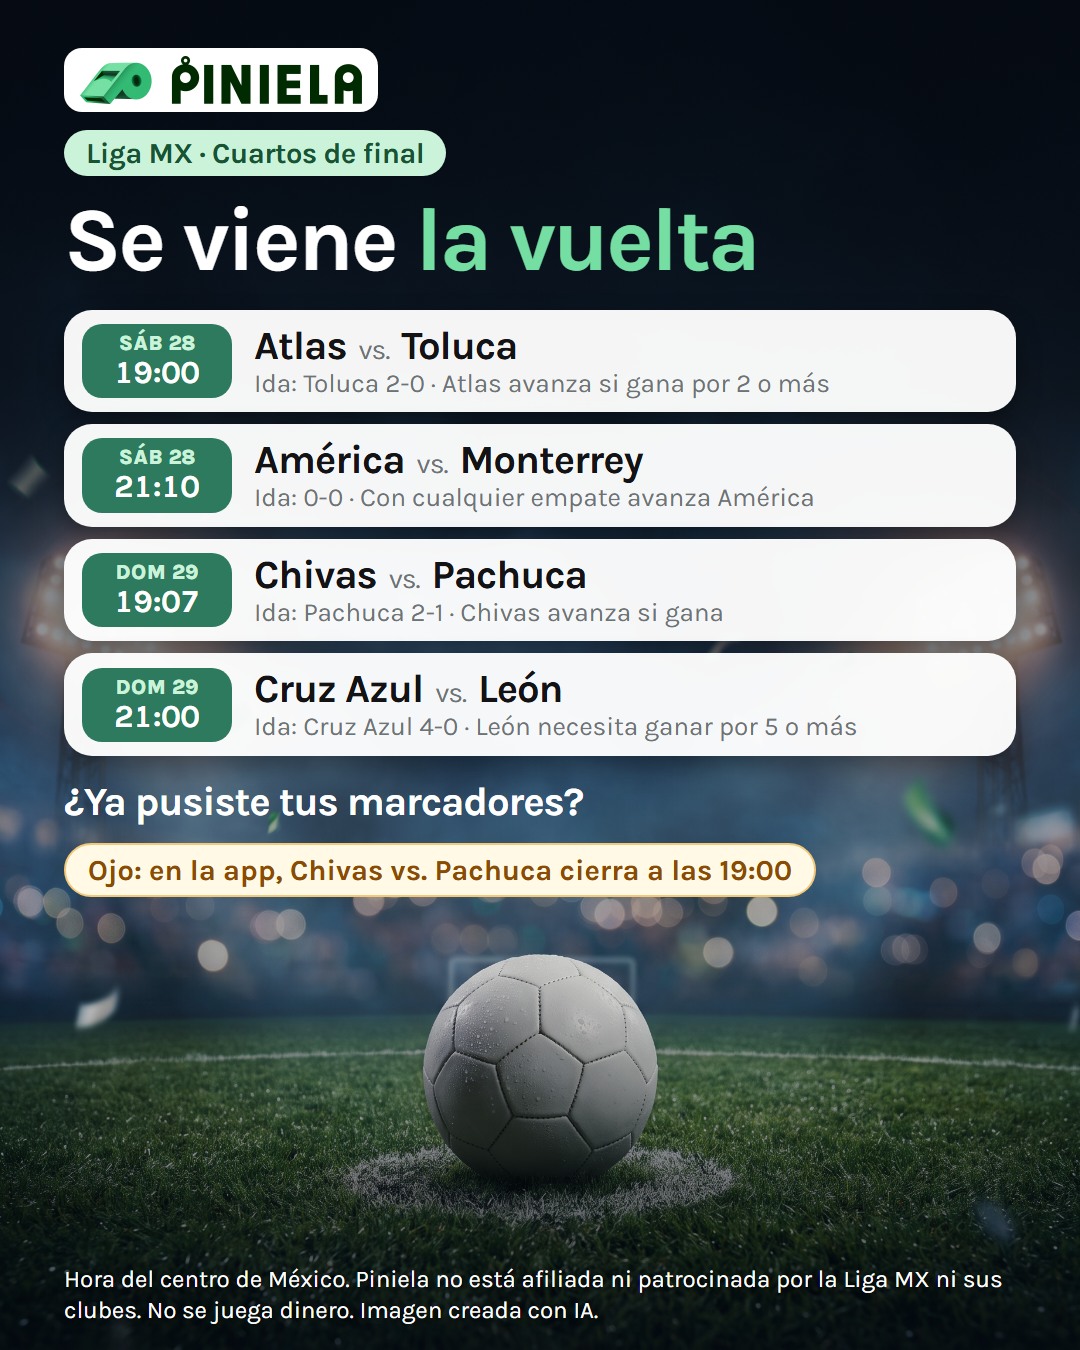 PINIELA
Liga MX · Cuartos de final
Se viene la vuelta
SÁB 28
19:00
Atlas vs. Toluca
Ida: Toluca 2-0 · Atlas avanza si gana por 2 o más
SÁB 28
21:10
América vs. Monterrey
Ida: 0-0 · Con cualquier empate avanza América
DOM 29
19:07
Chivas vs. Pachuca
Ida: Pachuca 2-1 · Chivas avanza si gana
DOM 29
21:00
Cruz Azul vs. León
Ida: Cruz Azul 4-0 · León necesita ganar por 5 o más
¿Ya pusiste tus marcadores?
Ojo: en la app, Chivas vs. Pachuca cierra a las 19:00
Hora del centro de México. Piniela no está afiliada ni patrocinada por la Liga MX ni sus
clubes. No se juega dinero. Imagen creada con IA.